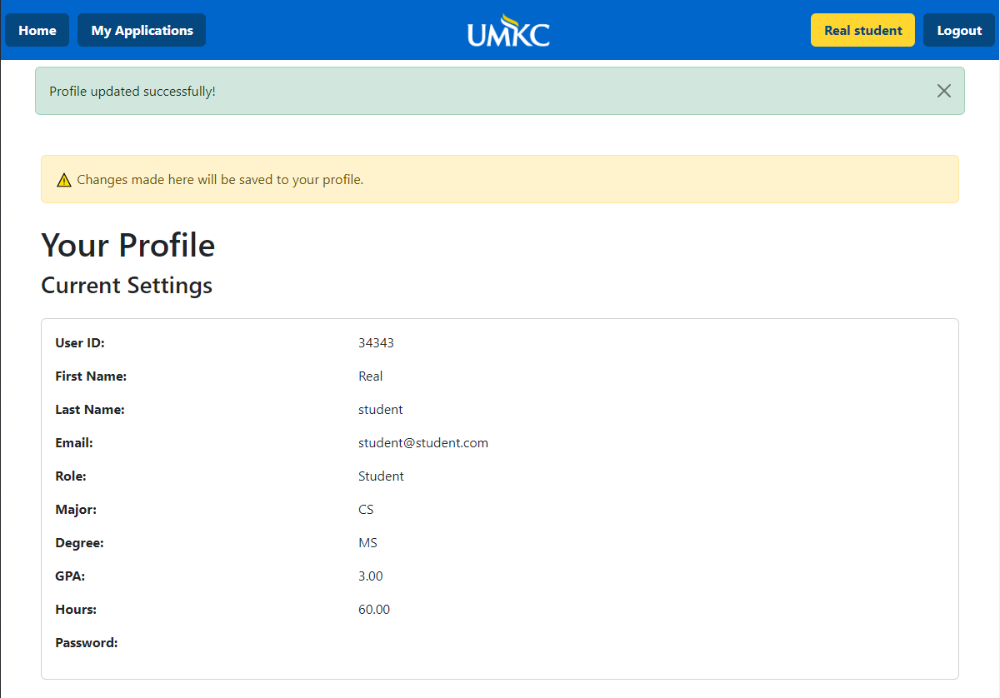 Home My Applications UMKC Real student Logout
Profile updated successfully!
Changes made here will be saved to your profile.
Your Profile
Current Settings
User ID: 34343
First Name: Real
Last Name: student
Email: student@student.com
Role: Student
Major: CS
Degree: MS
GPA: 3.00
Hours: 60.00
Password: